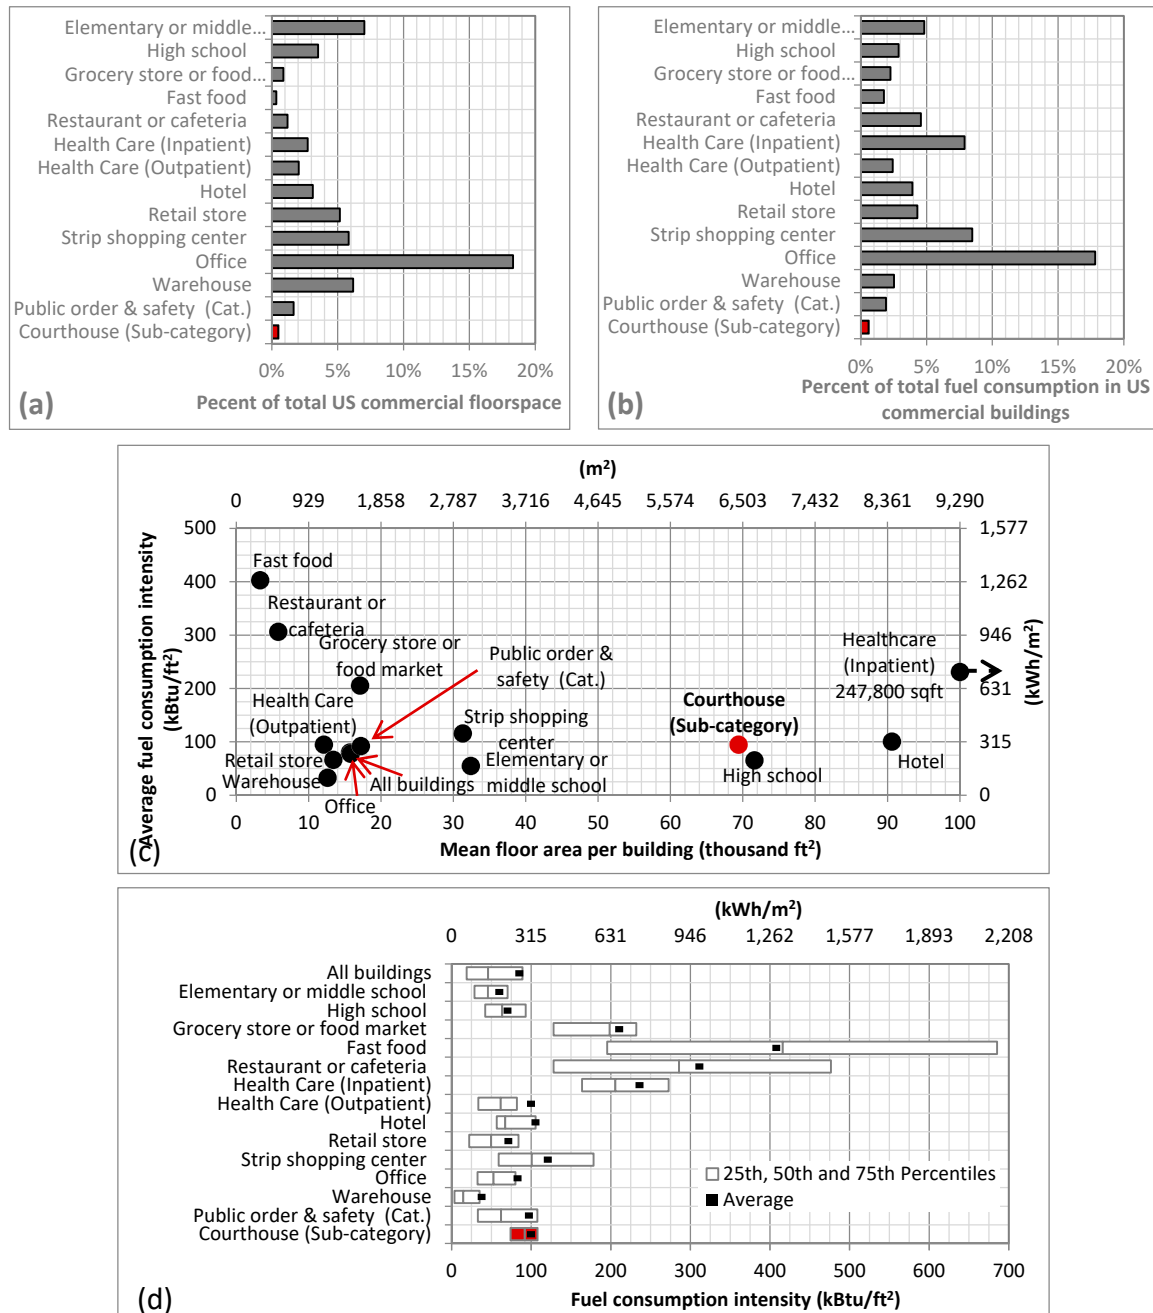 Elementary or middle...
High school
Grocery store or food...
Fast food
Restaurant or cafeteria
Health Care (Inpatient)
Health Care (Outpatient)
Hotel
Retail store
Strip shopping center
Office
Warehouse
Public order & safety (Cat.)
Courthouse (Sub-category)
0% 5% 10% 15% 20%
(a) Pecent of total US commercial floorspace
Elementary or middle...
High school
Grocery store or food...
Fast food
Restaurant or cafeteria
Health Care (Inpatient)
Health Care (Outpatient)
Hotel
Retail store
Strip shopping center
Office
Warehouse
Public order & safety (Cat.)
Courthouse (Sub-category)
0% 5% 10% 15% 20%
Percent of total fuel consumption in US
(b) commercial buildings
(m²)
0 929 1,858 2,787 3,716 4,645 5,574 6,503 7,432 8,361 9,290
Average fuel consumption intensity
(kBtu/ft²)
500
400
300
200
100
0
1,577
1,262
946
631
315
0
(kWh/m²)
Fast food
Restaurant or
cafeteria
Grocery store or
food market
Public order &
safety (Cat.)
Healthcare
(Inpatient)
247,800 sqft
Health Care
(Outpatient)
Strip shopping
center
Courthouse
(Sub-category)
Retail store
Warehouse
Office
All buildings
Elementary or
middle school
High school
Hotel
0 10 20 30 40 50 60 70 80 90 100
(c) Mean floor area per building (thousand ft²)
(kWh/m²)
0 315 631 946 1,262 1,577 1,893 2,208
All buildings
Elementary or middle school
High school
Grocery store or food market
Fast food
Restaurant or cafeteria
Health Care (Inpatient)
Health Care (Outpatient)
Hotel
Retail store
Strip shopping center
Office
Warehouse
Public order & safety (Cat.)
Courthouse (Sub-category)
25th, 50th and 75th Percentiles
Average
0 100 200 300 400 500 600 700
(d) Fuel consumption intensity (kBtu/ft²)